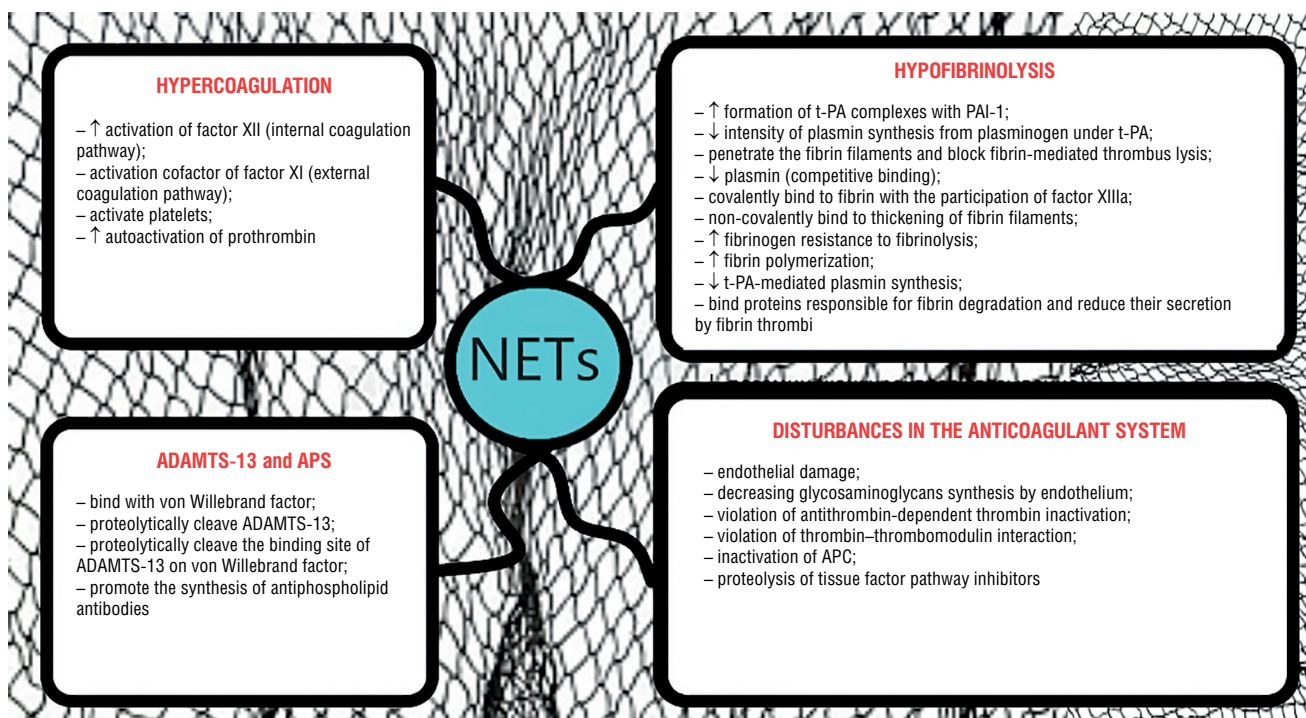 HYPERCOAGULATION
– ↑ activation of factor XII (internal coagulation
pathway);
– activation cofactor of factor XI (external
coagulation pathway);
– activate platelets;
– ↑ autoactivation of prothrombin
HYPOFIBRINOLYSIS
– ↑ formation of t-PA complexes with PAI-1;
– ↓ intensity of plasmin synthesis from plasminogen under t-PA;
– penetrate the fibrin filaments and block fibrin-mediated thrombus lysis;
– ↓ plasmin (competitive binding);
– covalently bind to fibrin with the participation of factor XIIIa;
– non-covalently bind to thickening of fibrin filaments;
– ↑ fibrinogen resistance to fibrinolysis;
– ↑ fibrin polymerization;
– ↓ t-PA-mediated plasmin synthesis;
– bind proteins responsible for fibrin degradation and reduce their secretion
by fibrin thrombi
NETs
ADAMTS-13 and APS
– bind with von Willebrand factor;
– proteolytically cleave ADAMTS-13;
– proteolytically cleave the binding site of
ADAMTS-13 on von Willebrand factor;
– promote the synthesis of antiphospholipid
antibodies
DISTURBANCES IN THE ANTICOAGULANT SYSTEM
– endothelial damage;
– decreasing glycosaminoglycans synthesis by endothelium;
– violation of antithrombin-dependent thrombin inactivation;
– violation of thrombin–thrombomodulin interaction;
– inactivation of APC;
– proteolysis of tissue factor pathway inhibitors